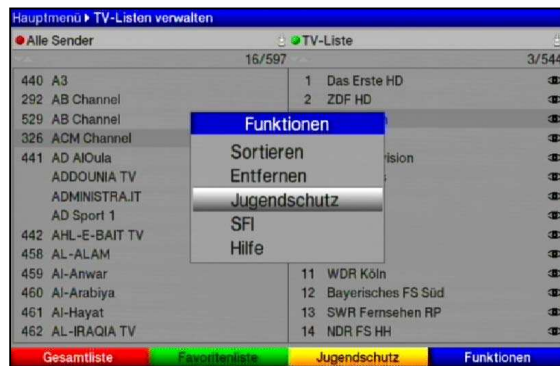 Hauptmenü ▸ TV-Listen verwalten
Alle Sender
16/597
440 A3
292 AB Channel
529 AB Channel
326 ACM Channel
441 AD AlOula
ADDOUNIA TV
ADMINISTRA.IT
AD Sport 1
442 AHL-E-BAIT TV
458 AL-ALAM
459 Al-Anwar
460 Al-Arabiya
461 Al-Hayat
462 AL-IRAQIA TV
TV-Liste
3/544
1 Das Erste HD
2 ZDF HD
11 WDR Köln
12 Bayerisches FS Süd
13 SWR Fernsehen RP
14 NDR FS HH
Funktionen
Sortieren
Entfernen
Jugendschutz
SFI
Hilfe
Gesamtliste Favoritenliste Jugendschutz Funktionen